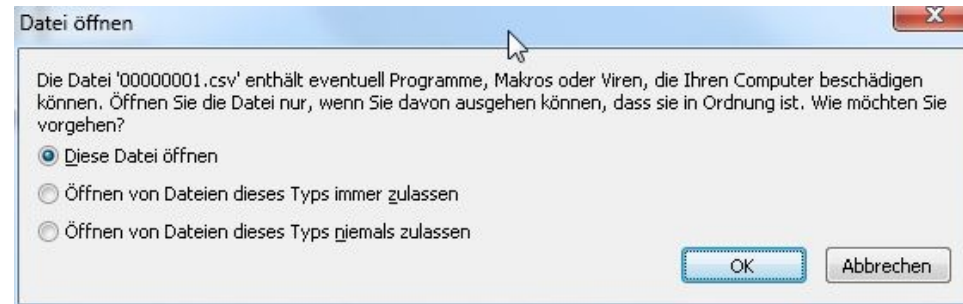 Datei öffnen
Die Datei '00000001.csv' enthält eventuell Programme, Makros oder Viren, die Ihren Computer beschädigen
können. Öffnen Sie die Datei nur, wenn Sie davon ausgehen können, dass sie in Ordnung ist. Wie möchten Sie
vorgehen?
Diese Datei öffnen
Öffnen von Dateien dieses Typs immer zulassen
Öffnen von Dateien dieses Typs niemals zulassen
OK Abbrechen